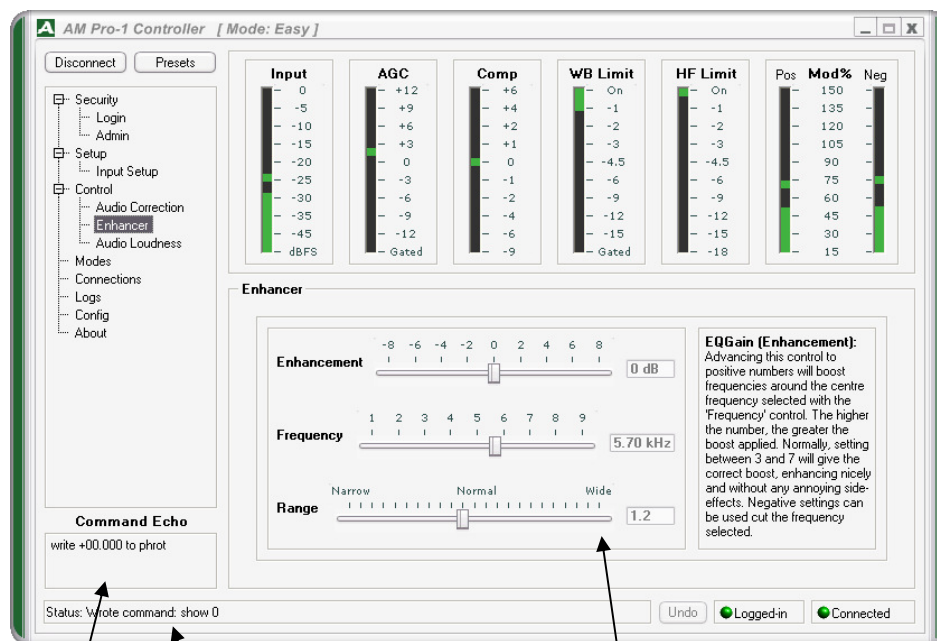 A AM Pro-1 Controller [ Mode: Easy ]
Disconnect Presets
Security
Login
Admin
Setup
Input Setup
Control
Audio Correction
Enhancer
Audio Loudness
Modes
Connections
Logs
Config
About
Command Echo
write +00.000 to phrot
Input
0
-5
-10
-15
-20
-25
-30
-35
-45
dBFS
AGC
+12
+9
+6
+3
0
-3
-6
-9
-12
Gated
Comp
+6
+4
+2
+1
0
-1
-2
-4
-6
-9
WB Limit
On
-1
-2
-3
-4.5
-6
-9
-12
-15
Gated
HF Limit
On
-1
-2
-3
-4.5
-6
-9
-12
-15
-18
Pos Mod% Neg
150
135
120
105
90
75
60
45
30
15
Enhancer
-8 -6 -4 -2 0 2 4 6 8
Enhancement 0 dB
1 2 3 4 5 6 7 8 9
Frequency 5.70 kHz
Narrow Normal Wide
Range 1.2
EQGain (Enhancement):
Advancing this control to
positive numbers will boost
frequencies around the centre
frequency selected with the
'Frequency' control. The higher
the number, the greater the
boost applied. Normally, setting
between 3 and 7 will give the
correct boost, enhancing nicely
and without any annoying side-
effects. Negative settings can
be used cut the frequency
selected.
Status: Wrote command: show 0
Undo Logged-in Connected